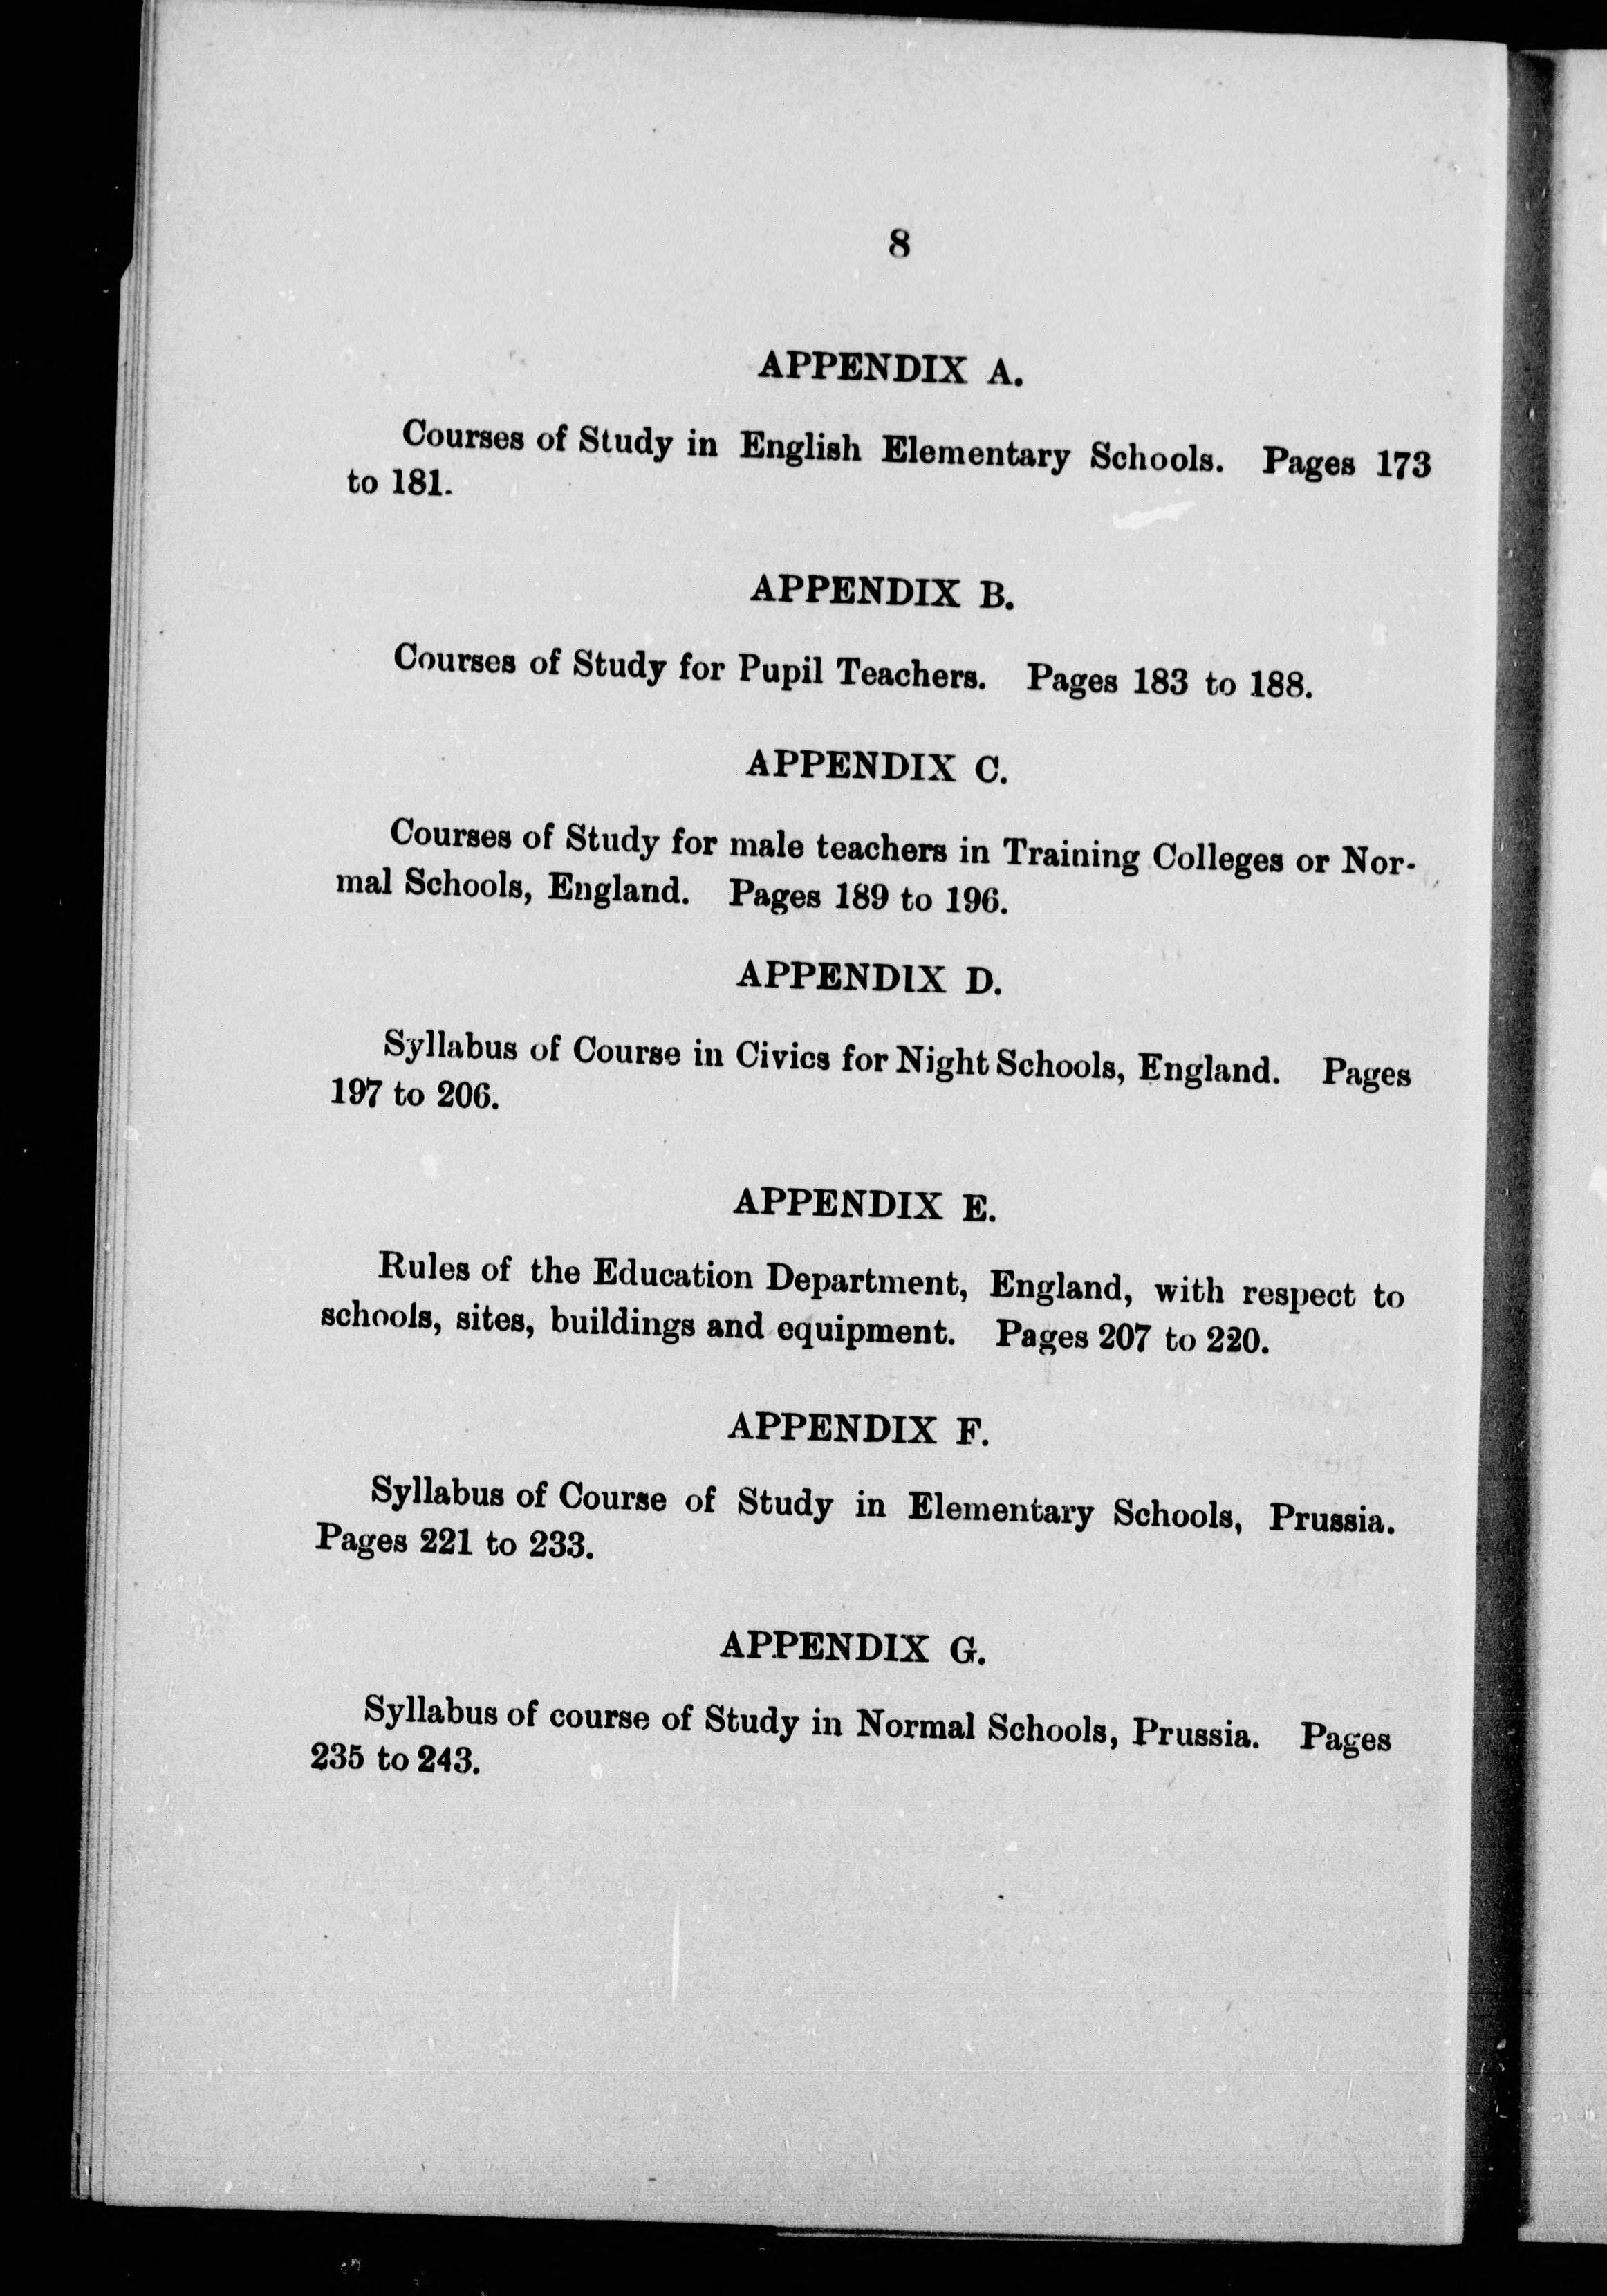 8
APPENDIX A.
Courses of Study in English Elementary Schools. Pages 173
to 181.
APPENDIX B.
Courses of Study for Pupil Teachers. Pages 183 to 188.
APPENDIX C.
Courses of Study for male teachers in Training Colleges or Nor-
mal Schools, England. Pages 189 to 196.
APPENDIX D.
Syllabus of Course in Civics for Night Schools, England. Pages
197 to 206.
APPENDIX E.
Rules of the Education Department, England, with respect to
schools, sites, buildings and equipment. Pages 207 to 220.
APPENDIX F.
Syllabus of Course of Study in Elementary Schools, Prussia.
Pages 221 to 233.
APPENDIX G.
Syllabus of course of Study in Normal Schools, Prussia. Pages
235 to 243.